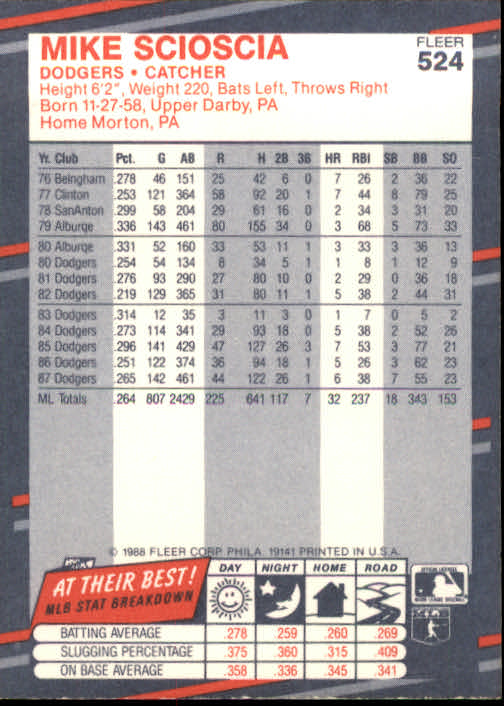 MIKE SCIOSCIA
FLEER
524
DODGERS • CATCHER
Height 6'2", Weight 220, Bats Left, Throws Right
Born 11-27-58, Upper Darby, PA
Home Morton, PA
Yr. Club Pct. G AB R H 2B 3B HR RBI SB BB SO
76 Belngham .278 46 151 25 42 6 0 7 26 2 36 22
77 Clinton .253 121 364 58 92 20 1 7 44 8 79 25
78 SanAnton .299 58 204 29 61 16 0 2 34 3 31 20
79 Alburqe .336 143 461 80 155 34 0 3 68 5 73 33
80 Alburqe .331 52 160 33 53 11 1 3 33 3 36 13
80 Dodgers .254 54 134 8 34 5 1 1 8 1 12 9
81 Dodgers .276 93 290 27 80 10 0 2 29 0 36 18
82 Dodgers .219 129 365 31 80 11 1 5 38 2 44 31
83 Dodgers .314 12 35 3 11 3 0 1 7 0 5 2
84 Dodgers .273 114 341 29 93 18 0 5 38 2 52 26
85 Dodgers .296 141 429 47 127 26 3 7 53 3 77 21
86 Dodgers .251 122 374 36 94 18 1 5 26 3 62 23
87 Dodgers .265 142 461 44 122 26 1 6 38 7 55 23
ML Totals .264 807 2429 225 641 117 7 32 237 18 343 153
© 1988 FLEER CORP. PHILA. 19141 PRINTED IN U.S.A.
AT THEIR BEST!
MLB STAT BREAKDOWN
DAY NIGHT HOME ROAD
BATTING AVERAGE .278 .259 .260 .269
SLUGGING PERCENTAGE .375 .360 .315 .409
ON BASE AVERAGE .358 .336 .345 .341